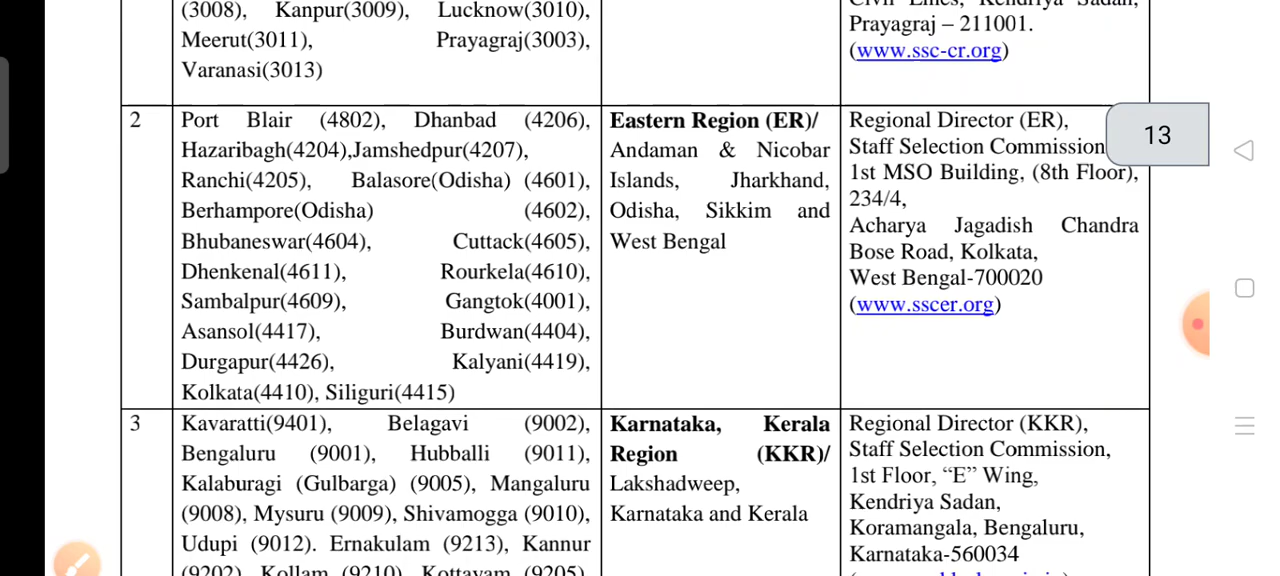 (3008), Kanpur(3009), Lucknow(3010),
Meerut(3011), Prayagraj(3003),
Varanasi(3013)
Prayagraj – 211001.
(www.ssc-cr.org)
2
Port Blair (4802), Dhanbad (4206),
Hazaribagh(4204),Jamshedpur(4207),
Ranchi(4205), Balasore(Odisha) (4601),
Berhampore(Odisha) (4602),
Bhubaneswar(4604), Cuttack(4605),
Dhenkenal(4611), Rourkela(4610),
Sambalpur(4609), Gangtok(4001),
Asansol(4417), Burdwan(4404),
Durgapur(4426), Kalyani(4419),
Kolkata(4410), Siliguri(4415)
Eastern Region (ER)/
Andaman & Nicobar
Islands, Jharkhand,
Odisha, Sikkim and
West Bengal
Regional Director (ER),
Staff Selection Commission
1st MSO Building, (8th Floor),
234/4,
Acharya Jagadish Chandra
Bose Road, Kolkata,
West Bengal-700020
(www.sscer.org)
13
3
Kavaratti(9401), Belagavi (9002),
Bengaluru (9001), Hubballi (9011),
Kalaburagi (Gulbarga) (9005), Mangaluru
(9008), Mysuru (9009), Shivamogga (9010),
Udupi (9012). Ernakulam (9213), Kannur
(9202), Kollam (9210), Kottayam (9205),
Karnataka, Kerala
Region (KKR)/
Lakshadweep,
Karnataka and Kerala
Regional Director (KKR),
Staff Selection Commission,
1st Floor, “E” Wing,
Kendriya Sadan,
Koramangala, Bengaluru,
Karnataka-560034